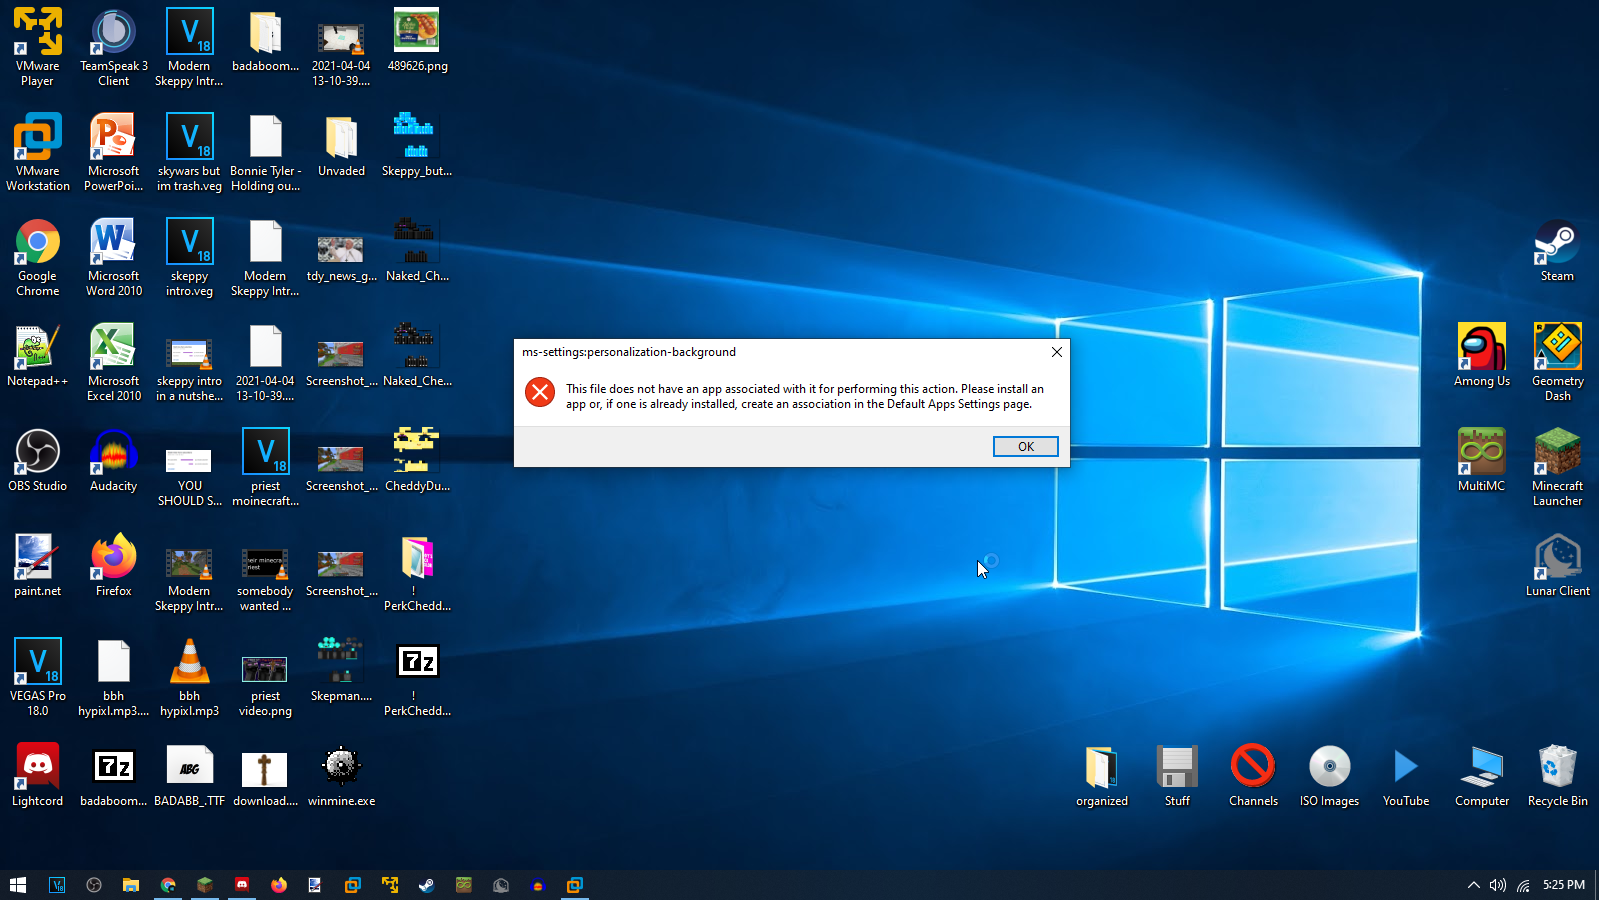 VMware
Player
TeamSpeak 3
Client
Modern
Skeppy Intr...
badaboom...
2021-04-04
13-10-39....
489626.png
VMware
Workstation
Microsoft
PowerPoi...
skywars but
im trash.veg
Bonnie Tyler -
Holding ou...
Unvaded
Skeppy_but...
Google
Chrome
Microsoft
Word 2010
skeppy
intro.veg
Modern
Skeppy Intr...
tdy_news_g...
Naked_Ch...
Steam
Notepad++
Microsoft
Excel 2010
skeppy intro
in a nutshe...
2021-04-04
13-10-39....
Screenshot_...
Naked_Che...
Among Us
Geometry
Dash
ms-settings:personalization-background
This file does not have an app associated with it for performing this action. Please install an
app or, if one is already installed, create an association in the Default Apps Settings page.
OK
OBS Studio
Audacity
YOU
SHOULD S...
priest
moinecraft...
Screenshot_...
CheddyDu...
MultiMC
Minecraft
Launcher
paint.net
Firefox
Modern
Skeppy Intr...
somebody
wanted ...
Screenshot_...
!
PerkChedd...
Lunar Client
VEGAS Pro
18.0
bbh
hypixl.mp3....
bbh
hypixl.mp3
priest
video.png
Skepman....
!
PerkChedd...
Lightcord
badaboom...
BADABB_.TTF
download....
winmine.exe
organized
Stuff
Channels
ISO Images
YouTube
Computer
Recycle Bin
5:25 PM